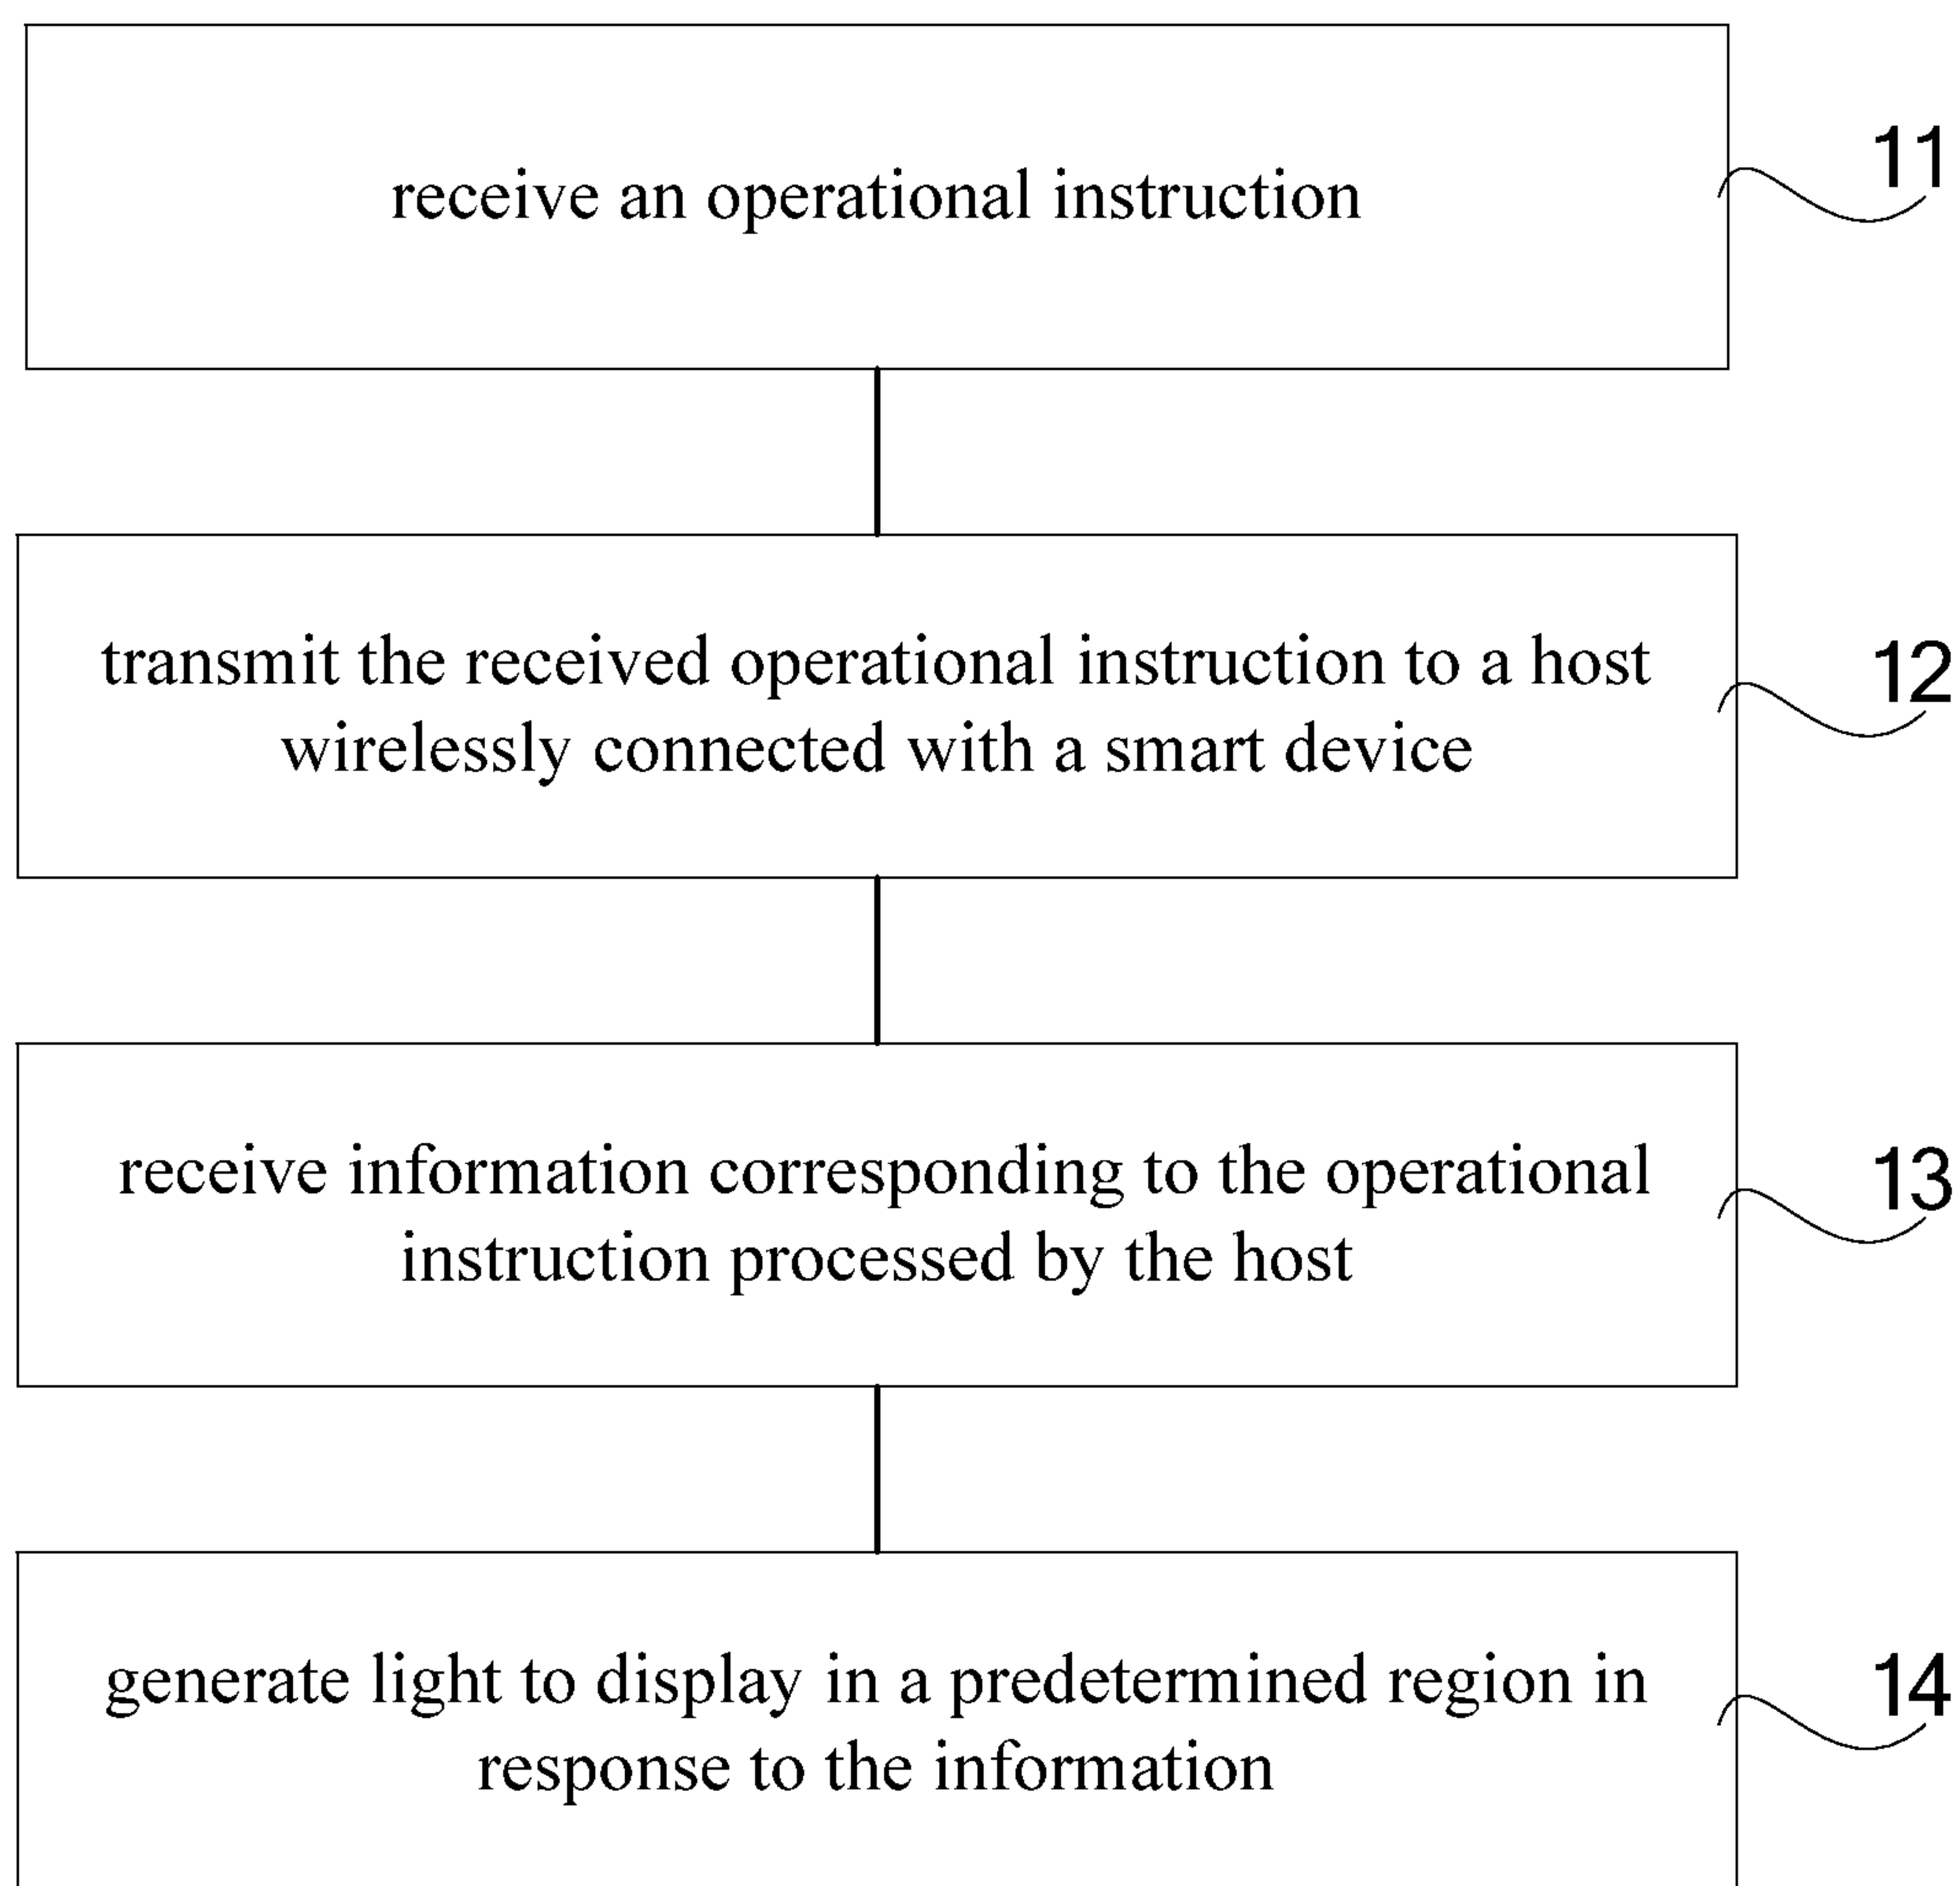 receive an operational instruction
11
transmit the received operational instruction to a host
wirelessly connected with a smart device
12
receive information corresponding to the operational
instruction processed by the host
13
generate light to display in a predetermined region in
response to the information
14